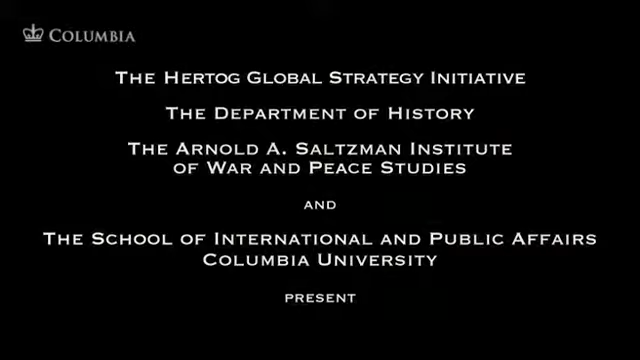 COLUMBIA
THE HERTOG GLOBAL STRATEGY INITIATIVE
THE DEPARTMENT OF HISTORY
THE ARNOLD A. SALTZMAN INSTITUTE
OF WAR AND PEACE STUDIES
AND
THE SCHOOL OF INTERNATIONAL AND PUBLIC AFFAIRS
COLUMBIA UNIVERSITY
PRESENT